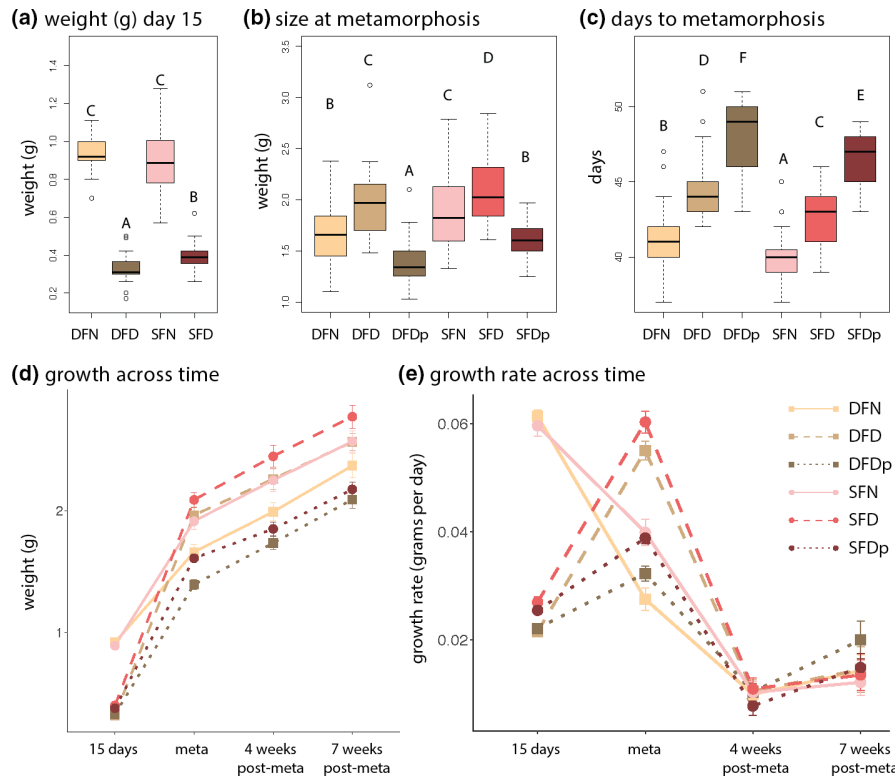 (a) weight (g) day 15
weight (g)
0.2 0.4 0.6 0.8 1.0 1.2 1.4
C A C B
DFN DFD SFN SFD
(b) size at metamorphosis
weight (g)
1.0 1.5 2.0 2.5 3.0 3.5
B C A C D B
DFN DFD DFDp SFN SFD SFDp
(c) days to metamorphosis
days
40 45 50
B D F A C E
DFN DFD DFDp SFN SFD SFDp
(d) growth across time
weight (g)
1 2
15 days meta 4 weeks 7 weeks
post-meta post-meta
(e) growth rate across time
growth rate (grams per day)
0.02 0.04 0.06
15 days meta 4 weeks 7 weeks
post-meta post-meta
DFN
DFD
DFDp
SFN
SFD
SFDp